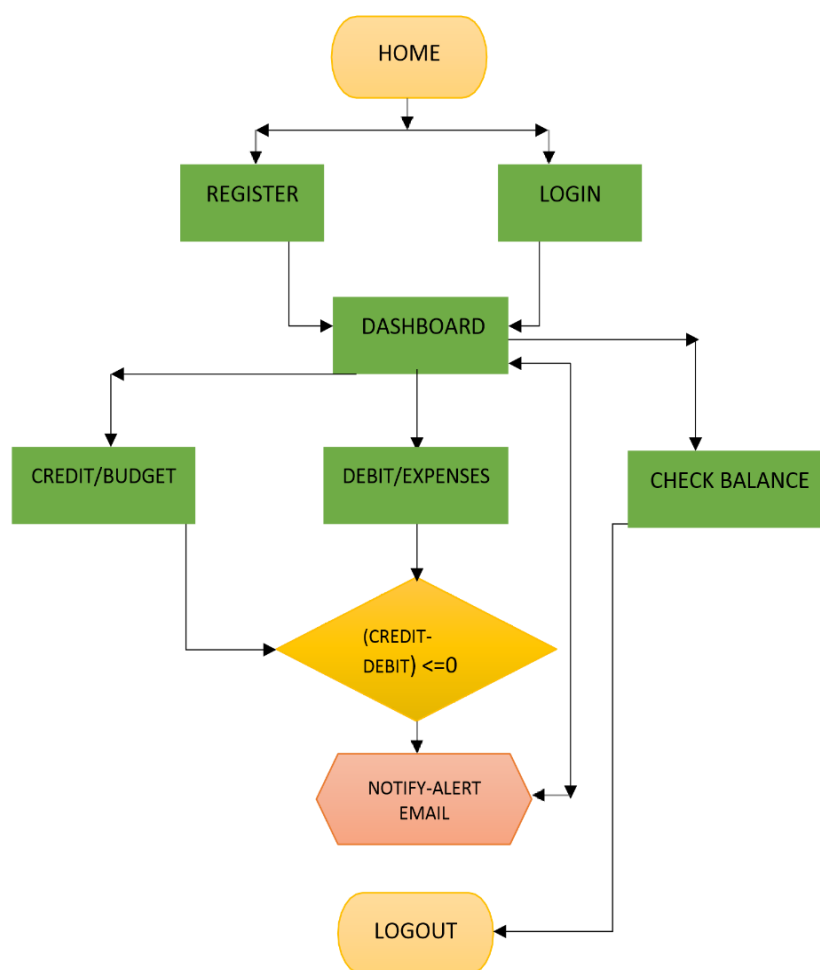 HOME
REGISTER
LOGIN
DASHBOARD
CREDIT/BUDGET
DEBIT/EXPENSES
CHECK BALANCE
(CREDIT-
DEBIT) <=0
NOTIFY-ALERT
EMAIL
LOGOUT